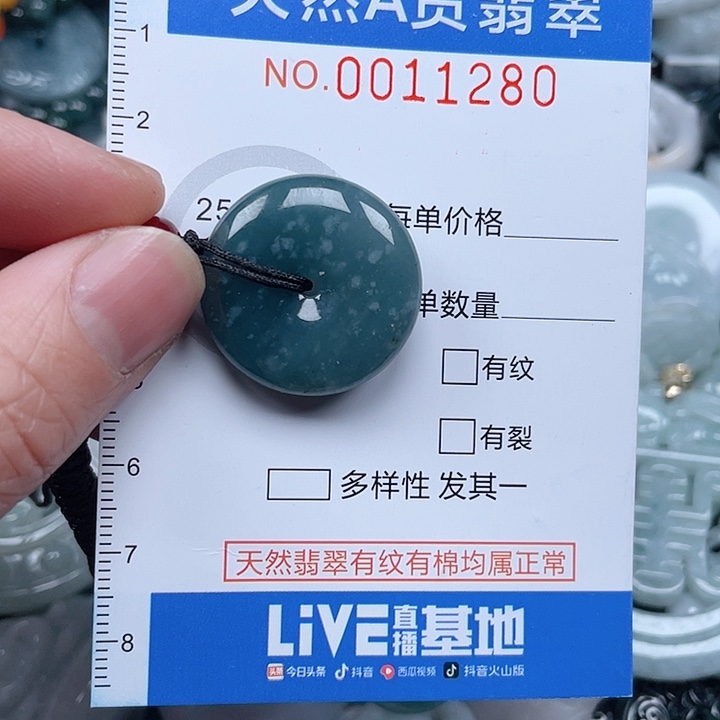 天然A货翡翠
NO.0011280
1
2
25
每单价格
单数量
有纹
有裂
6
多样性 发其一
7
天然翡翠有纹有棉均属正常
8
LiVE直播基地
头条 今日头条 抖音 西瓜视频 抖音火山版